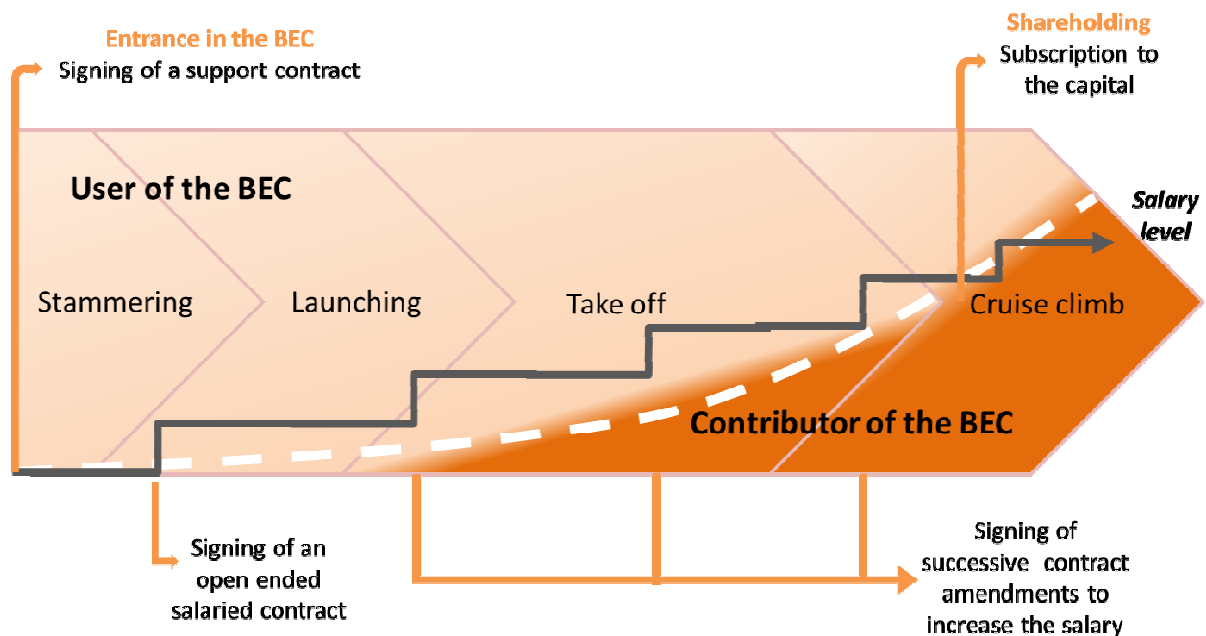 Entrance in the BEC
Signing of a support contract
Shareholding
Subscription to
the capital
User of the BEC
Salary
level
Stammering
Launching
Take off
Cruise climb
Contributor of the BEC
Signing of an
open ended
salaried contract
Signing of
successive contract
amendments to
increase the salary